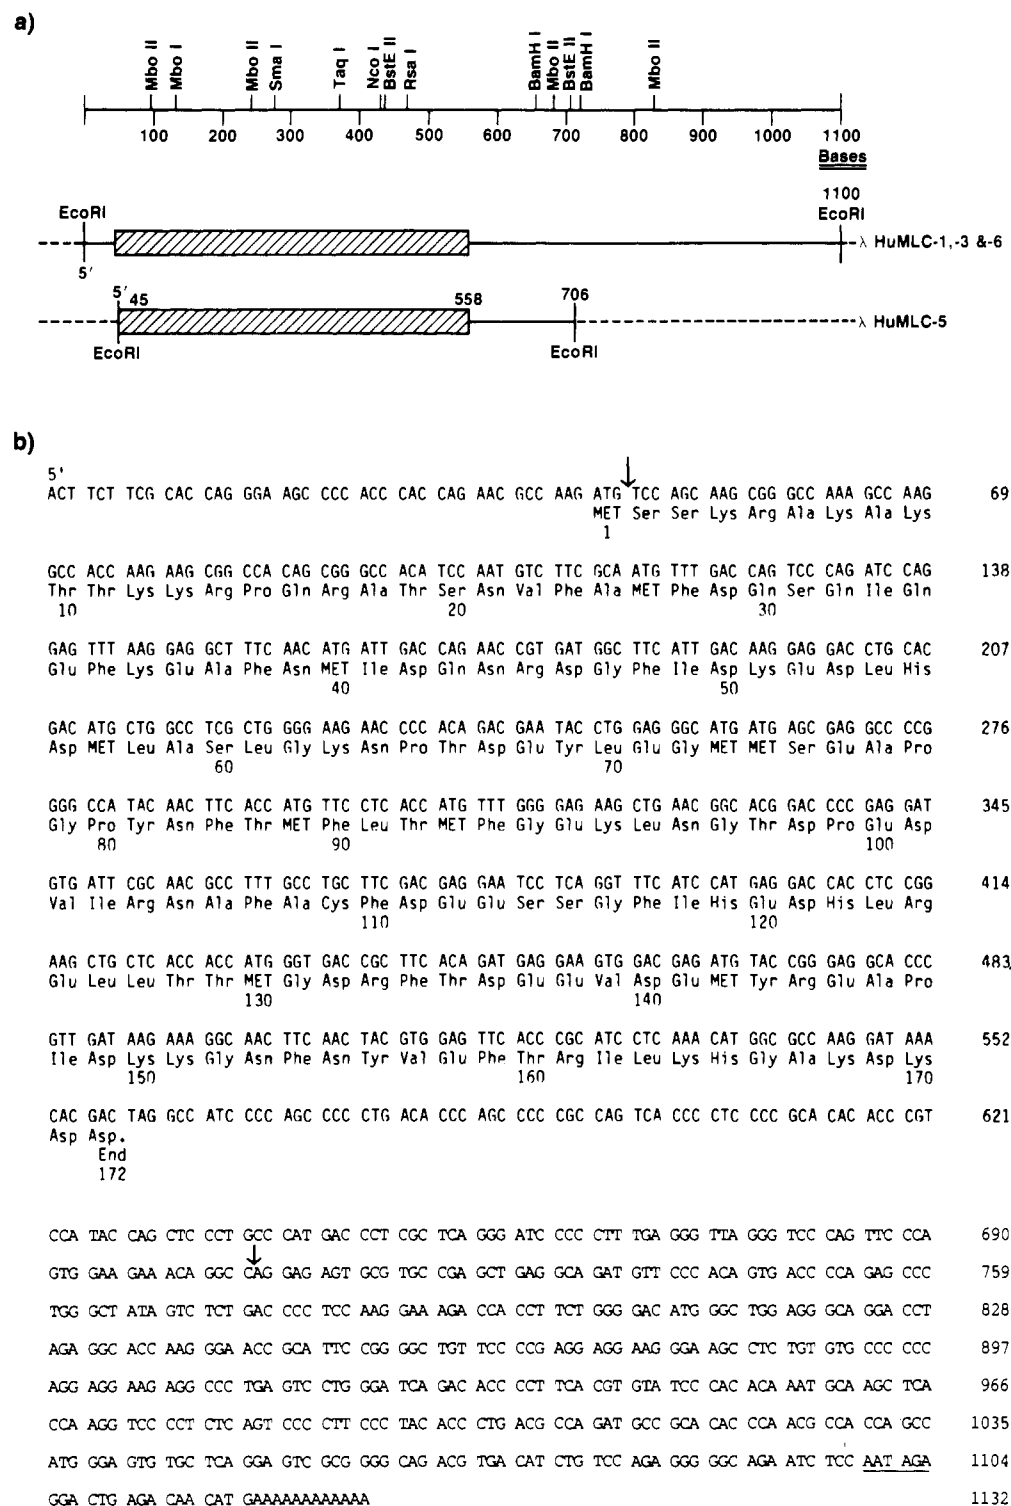 a)
Mbo II
Mbo I
Mbo II
Sma I
Taq I
Nco I
BstE II
Rsa I
BamH I
Mbo II
BstE II
BamH I
Mbo II
100 200 300 400 500 600 700 800 900 1000 1100
Bases
1100
EcoRI EcoRI
λ HuMLC-1,-3 &-6
5'
5' 45 558 706
λ HuMLC-5
EcoRI EcoRI
b)
5'
ACT TCT TCG CAC CAG GGA AGC CCC ACC CAC CAG AAC GCC AAG ATG TCC AGC AAG CGG GCC AAA GCC AAG 69
MET Ser Ser Lys Arg Ala Lys Ala Lys
1
GCC ACC AAG AAG CGG CCA CAG CGG GCC ACA TCC AAT GTC TTC GCA ATG TTT GAC CAG TCC CAG ATC CAG 138
Thr Thr Lys Lys Arg Pro Gln Arg Ala Thr Ser Asn Val Phe Ala MET Phe Asp Gln Ser Gln Ile Gln
10 20 30
GAG TTT AAG GAG GCT TTC AAC ATG ATT GAC CAG AAC CGT GAT GGC TTC ATT GAC AAG GAG GAC CTG CAC 207
Glu Phe Lys Glu Ala Phe Asn MET Ile Asp Gln Asn Arg Asp Gly Phe Ile Asp Lys Glu Asp Leu His
40 50
GAC ATG CTG GCC TCG CTG GGG AAG AAC CCC ACA GAC GAA TAC CTG GAG GGC ATG ATG AGC GAG GCC CCG 276
Asp MET Leu Ala Ser Leu Gly Lys Asn Pro Thr Asp Glu Tyr Leu Glu Gly MET MET Ser Glu Ala Pro
60 70
GGG CCA TAC AAC TTC ACC ATG TTC CTC ACC ATG TTT GGG GAG AAG CTG AAC GGC ACG GAC CCC GAG GAT 345
Gly Pro Tyr Asn Phe Thr MET Phe Leu Thr MET Phe Gly Glu Lys Leu Asn Gly Thr Asp Pro Glu Asp
80 90 100
GTG ATT CGC AAC GCC TTT GCC TGC TTC GAC GAG GAA TCC TCA GGT TTC ATC CAT GAG GAC CAC CTC CGG 414
Val Ile Arg Asn Ala Phe Ala Cys Phe Asp Glu Glu Ser Ser Gly Phe Ile His Glu Asp His Leu Arg
110 120
AAG CTG CTC ACC ACC ATG GGT GAC CGC TTC ACA GAT GAG GAA GTG GAC GAG ATG TAC CGG GAG GCA CCC 483
Glu Leu Leu Thr Thr MET Gly Asp Arg Phe Thr Asp Glu Glu Val Asp Glu MET Tyr Arg Glu Ala Pro
130 140
GTT GAT AAG AAA GGC AAC TTC AAC TAC GTG GAG TTC ACC CGC ATC CTC AAA CAT GGC GCC AAG GAT AAA 552
Ile Asp Lys Lys Gly Asn Phe Asn Tyr Val Glu Phe Thr Arg Ile Leu Lys His Gly Ala Lys Asp Lys
150 160 170
CAC GAC TAG GCC ATC CCC AGC CCC CTG ACA CCC AGC CCC CGC CAG TCA CCC CTC CCC GCA CAC ACC CGT 621
Asp Asp.
End
172
CCA TAC CAG CTC CCT GCC CAT GAC CCT CGC TCA GGG ATC CCC CTT TGA GGG TTA GGG TCC CAG TTC CCA 690
GTG GAA GAA ACA GGC CAG GAG AGT GCG TGC CGA GCT GAG GCA GAT GTT CCC ACA GTG ACC CCA GAG CCC 759
TGG GCT ATA GTC TCT GAC CCC TCC AAG GAA AGA CCA CCT TCT GGG GAC ATG GGC TGG AGG GCA GGA CCT 828
AGA GGC ACC AAG GGA ACC GCA TTC CGG GGC TGT TCC CCG AGG AGG AAG GGA AGC CTC TGT GTG CCC CCC 897
AGG AGG AAG AGG CCC TGA GTC CTG GGA TCA GAC ACC CCT TCA CGT GTA TCC CAC ACA AAT GCA AGC TCA 966
CCA AGG TCC CCT CTC AGT CCC CTT CCC TAC ACC CTG ACG CCA GAT GCC GCA CAC CCA ACG CCA CCA GCC 1035
ATG GGA GTG TGC TCA GGA GTC GCG GGG CAG ACG TGA CAT CTG TCC AGA GGG GGC AGA ATC TCC AAT AGA 1104
GGA CTG AGA CAA CAT GAAAAAAAAAAAA 1132